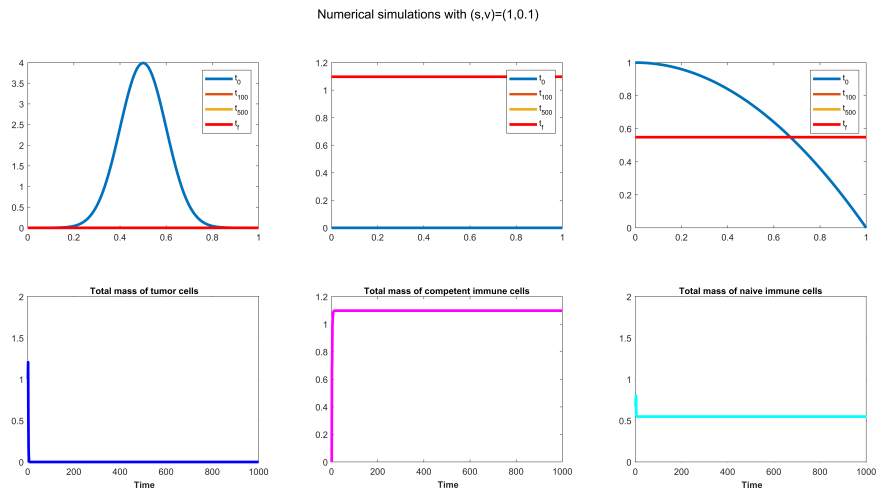 Numerical simulations with (s,v)=(1,0.1)
4
3.5
3
2.5
2
1.5
1
0.5
0
0 0.2 0.4 0.6 0.8 1
t0
t100
t500
tf
1.2
1
0.8
0.6
0.4
0.2
0
0 0.2 0.4 0.6 0.8 1
t0
t100
t500
tf
1
0.8
0.6
0.4
0.2
0
0 0.2 0.4 0.6 0.8 1
t0
t100
t500
tf
Total mass of tumor cells
2
1.5
1
0.5
0
0 200 400 600 800 1000
Time
Total mass of competent immune cells
1.2
1
0.8
0.6
0.4
0.2
0
0 200 400 600 800 1000
Time
Total mass of naive immune cells
2
1.5
1
0.5
0
0 200 400 600 800 1000
Time